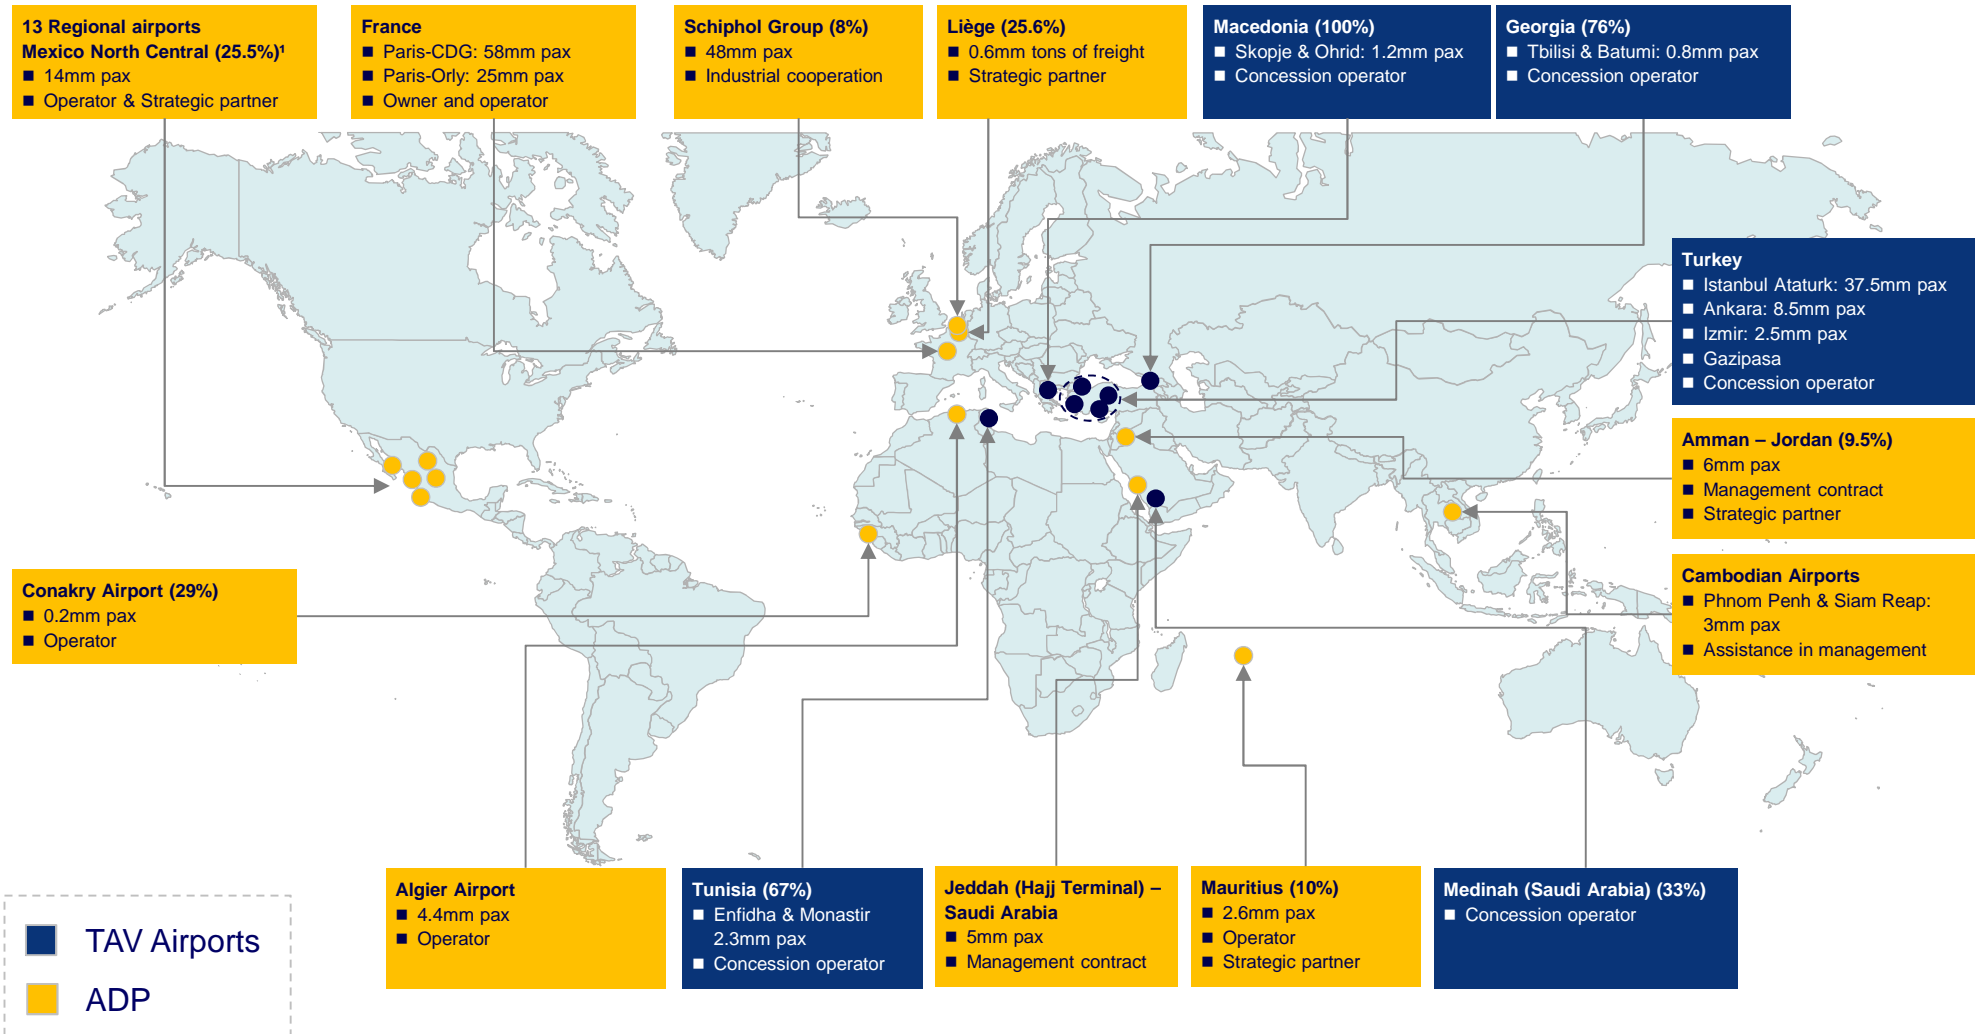 13 Regional airports
Mexico North Central (25.5%)¹
14mm pax
Operator & Strategic partner
France
Paris-CDG: 58mm pax
Paris-Orly: 25mm pax
Owner and operator
Schiphol Group (8%)
48mm pax
Industrial cooperation
Liège (25.6%)
0.6mm tons of freight
Strategic partner
Macedonia (100%)
Skopje & Ohrid: 1.2mm pax
Concession operator
Georgia (76%)
Tbilisi & Batumi: 0.8mm pax
Concession operator
Turkey
Istanbul Ataturk: 37.5mm pax
Ankara: 8.5mm pax
Izmir: 2.5mm pax
Gazipasa
Concession operator
Amman – Jordan (9.5%)
6mm pax
Management contract
Strategic partner
Cambodian Airports
Phnom Penh & Siam Reap:
3mm pax
Assistance in management
Conakry Airport (29%)
0.2mm pax
Operator
Algier Airport
4.4mm pax
Operator
Tunisia (67%)
Enfidha & Monastir
2.3mm pax
Concession operator
Jeddah (Hajj Terminal) –
Saudi Arabia
5mm pax
Management contract
Mauritius (10%)
2.6mm pax
Operator
Strategic partner
Medinah (Saudi Arabia) (33%)
Concession operator
TAV Airports
ADP